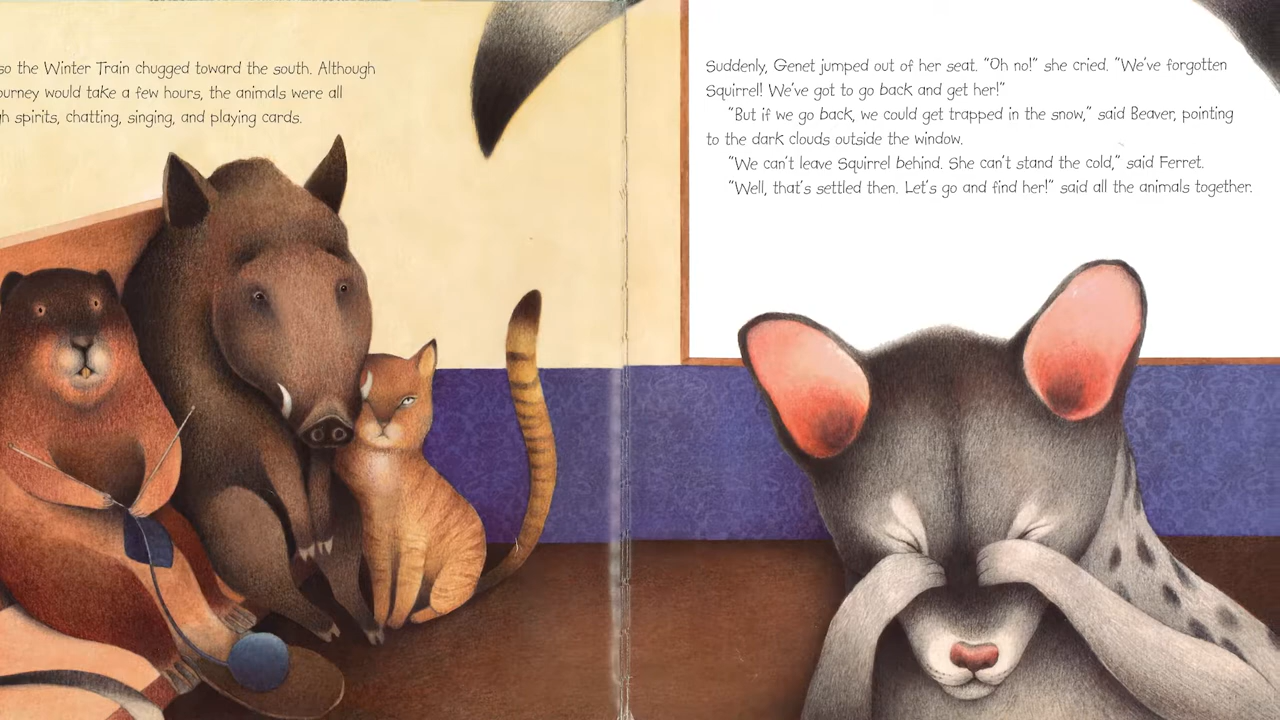 so the Winter Train chugged toward the south. Although
ourney would take a few hours, the animals were all
gh spirits, chatting, singing, and playing cards.
Suddenly, Genet jumped out of her seat. "Oh no!" she cried. "We've forgotten
Squirrel! We've got to go back and get her!"
"But if we go back, we could get trapped in the snow," said Beaver, pointing
to the dark clouds outside the window.
"We can't leave Squirrel behind. She can't stand the cold," said Ferret.
"Well, that's settled then. Let's go and find her!" said all the animals together.